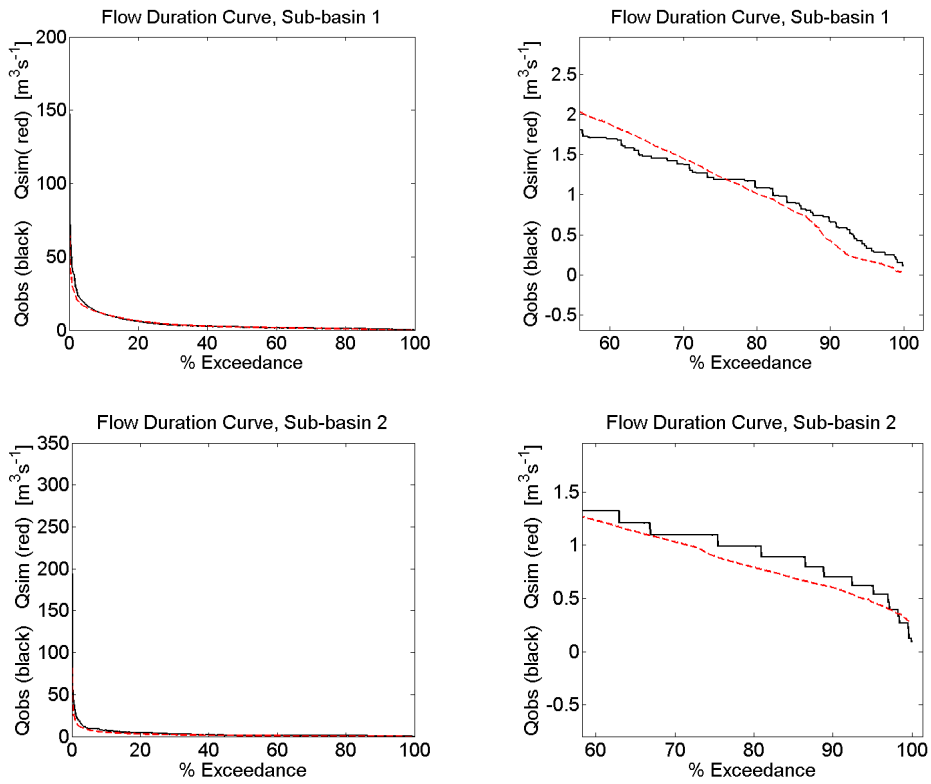 Flow Duration Curve, Sub-basin 1
Qobs (black) Qsim( red) [m³s⁻¹]
200
150
100
50
0
0 20 40 60 80 100
% Exceedance
Flow Duration Curve, Sub-basin 1
Qobs (black) Qsim( red) [m³s⁻¹]
2.5
2
1.5
1
0.5
0
-0.5
60 70 80 90 100
% Exceedance
Flow Duration Curve, Sub-basin 2
Qobs (black) Qsim (red) [m³s⁻¹]
350
300
250
200
150
100
50
0
0 20 40 60 80 100
% Exceedance
Flow Duration Curve, Sub-basin 2
Qobs (black) Qsim (red) [m³s⁻¹]
1.5
1
0.5
0
-0.5
60 70 80 90 100
% Exceedance